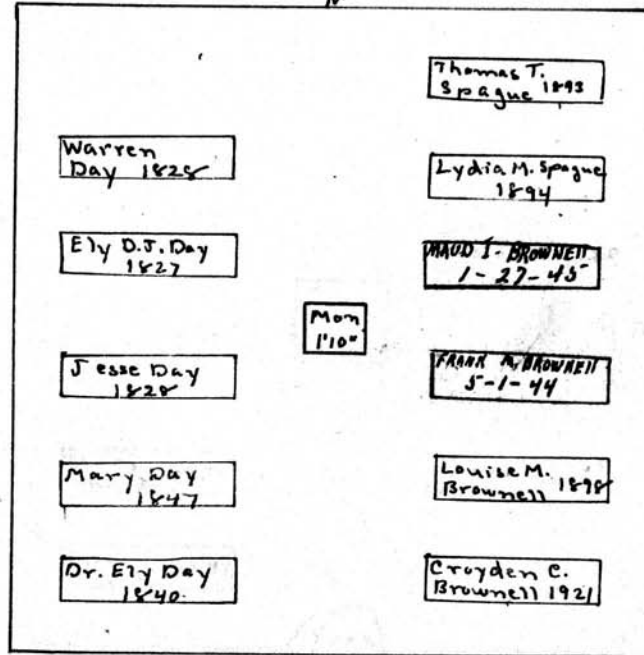 N
Thomas T.
Spague 1893
Warren
Day 1828
Lydia M. Spague
1894
Ely D.J. Day
1827
MAUD I. BROWNEll
1-27-45
Mon
1'10"
Jesse Day
1828
FRANK M. BROWNEll
5-1-44
Mary Day
1847
Louise M.
Brownell 1898
Dr. Ely Day
1840
Croyden C.
Brownell 1921